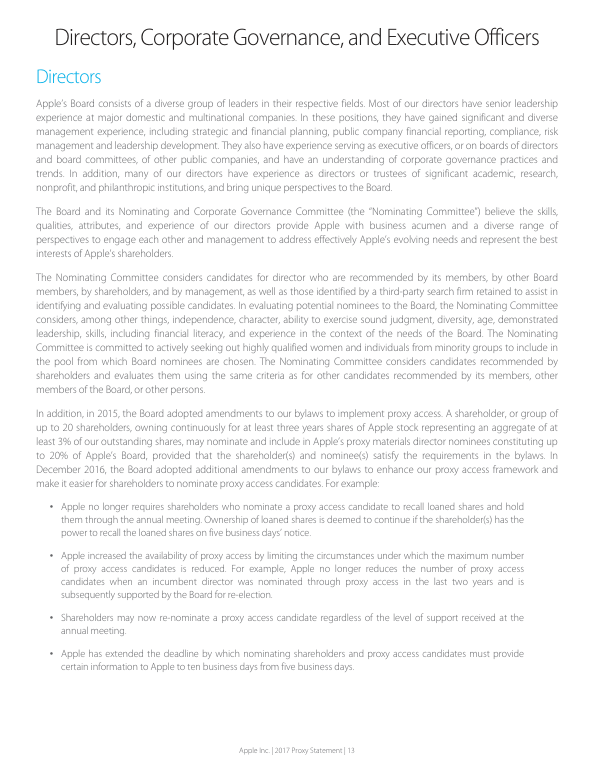 Directors, Corporate Governance, and Executive Officers
Directors
Apple's Board consists of a diverse group of leaders in their respective fields. Most of our directors have senior leadership
experience at major domestic and multinational companies. In these positions, they have gained significant and diverse
management experience, including strategic and financial planning, public company financial reporting, compliance, risk
management and leadership development. They also have experience serving as executive officers, or on boards of directors
and board committees, of other public companies, and have an understanding of corporate governance practices and
trends. In addition, many of our directors have experience as directors or trustees of significant academic, research,
nonprofit, and philanthropic institutions, and bring unique perspectives to the Board.
The Board and its Nominating and Corporate Governance Committee (the “Nominating Committee”) believe the skills,
qualities, attributes, and experience of our directors provide Apple with business acumen and a diverse range of
perspectives to engage each other and management to address effectively Apple's evolving needs and represent the best
interests of Apple's shareholders.
The Nominating Committee considers candidates for director who are recommended by its members, by other Board
members, by shareholders, and by management, as well as those identified by a third-party search firm retained to assist in
identifying and evaluating possible candidates. In evaluating potential nominees to the Board, the Nominating Committee
considers, among other things, independence, character, ability to exercise sound judgment, diversity, age, demonstrated
leadership, skills, including financial literacy, and experience in the context of the needs of the Board. The Nominating
Committee is committed to actively seeking out highly qualified women and individuals from minority groups to include in
the pool from which Board nominees are chosen. The Nominating Committee considers candidates recommended by
shareholders and evaluates them using the same criteria as for other candidates recommended by its members, other
members of the Board, or other persons.
In addition, in 2015, the Board adopted amendments to our bylaws to implement proxy access. A shareholder, or group of
up to 20 shareholders, owning continuously for at least three years shares of Apple stock representing an aggregate of at
least 3% of our outstanding shares, may nominate and include in Apple's proxy materials director nominees constituting up
to 20% of Apple's Board, provided that the shareholder(s) and nominee(s) satisfy the requirements in the bylaws. In
December 2016, the Board adopted additional amendments to our bylaws to enhance our proxy access framework and
make it easier for shareholders to nominate proxy access candidates. For example:
• Apple no longer requires shareholders who nominate a proxy access candidate to recall loaned shares and hold
them through the annual meeting. Ownership of loaned shares is deemed to continue if the shareholder(s) has the
power to recall the loaned shares on five business days' notice.
• Apple increased the availability of proxy access by limiting the circumstances under which the maximum number
of proxy access candidates is reduced. For example, Apple no longer reduces the number of proxy access
candidates when an incumbent director was nominated through proxy access in the last two years and is
subsequently supported by the Board for re-election.
• Shareholders may now re-nominate a proxy access candidate regardless of the level of support received at the
annual meeting.
• Apple has extended the deadline by which nominating shareholders and proxy access candidates must provide
certain information to Apple to ten business days from five business days.
Apple Inc. | 2017 Proxy Statement | 13